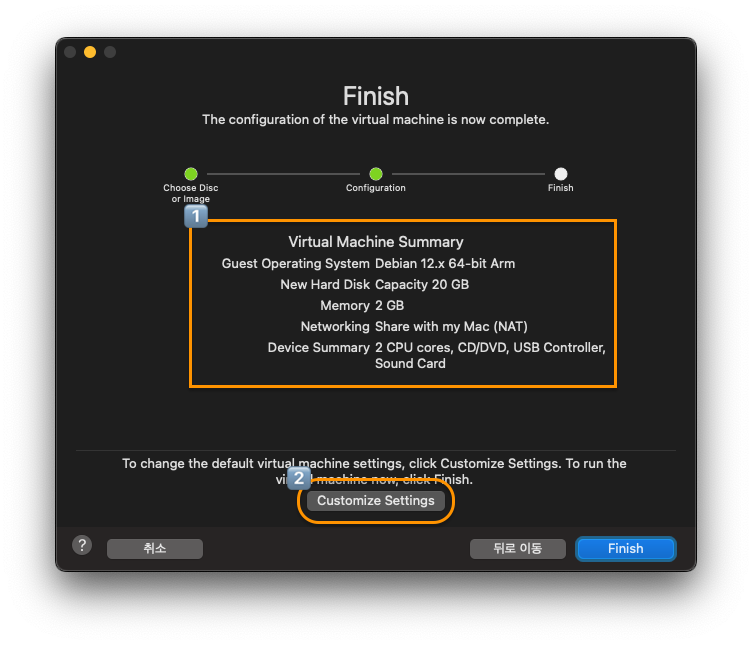 Finish
The configuration of the virtual machine is now complete.
Choose Disc
or Image
Configuration
Finish
1
Virtual Machine Summary
Guest Operating System Debian 12.x 64-bit Arm
New Hard Disk Capacity 20 GB
Memory 2 GB
Networking Share with my Mac (NAT)
Device Summary 2 CPU cores, CD/DVD, USB Controller,
Sound Card
To change the default virtual machine settings, click Customize Settings. To run the
2
virtual machine now, click Finish.
Customize Settings
?
취소
뒤로 이동
Finish